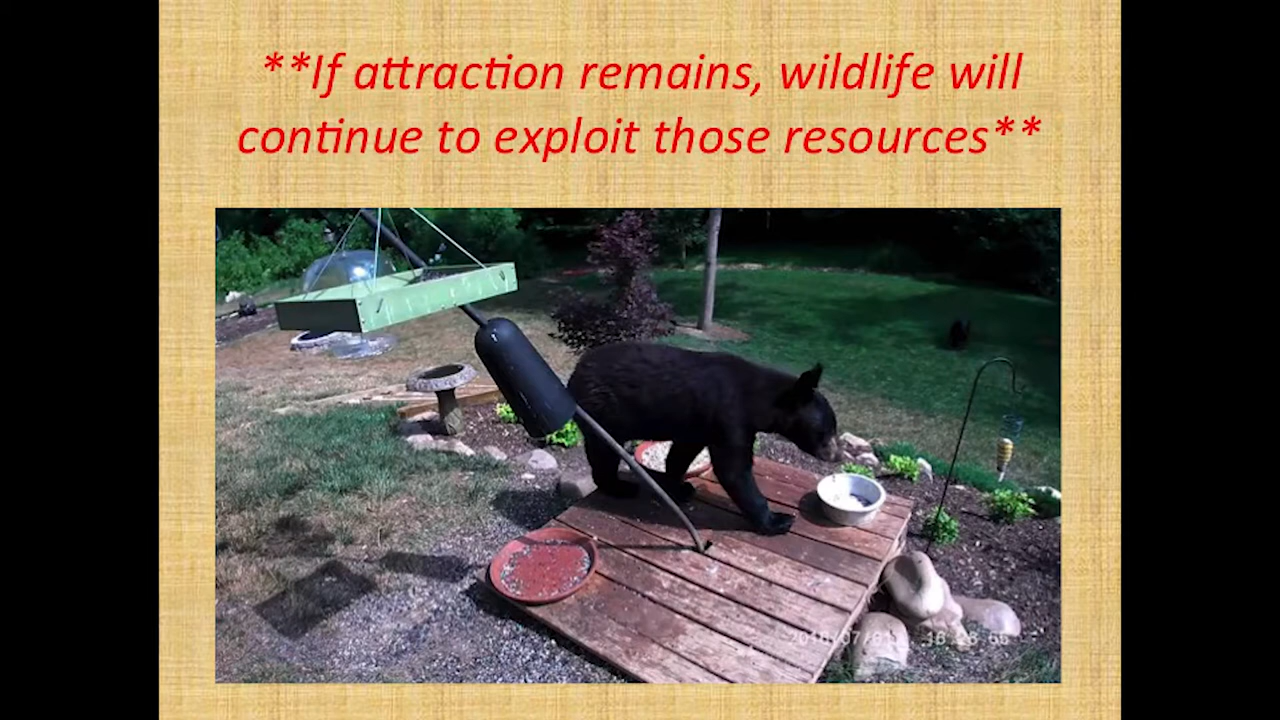 **If attraction remains, wildlife will
continue to exploit those resources**